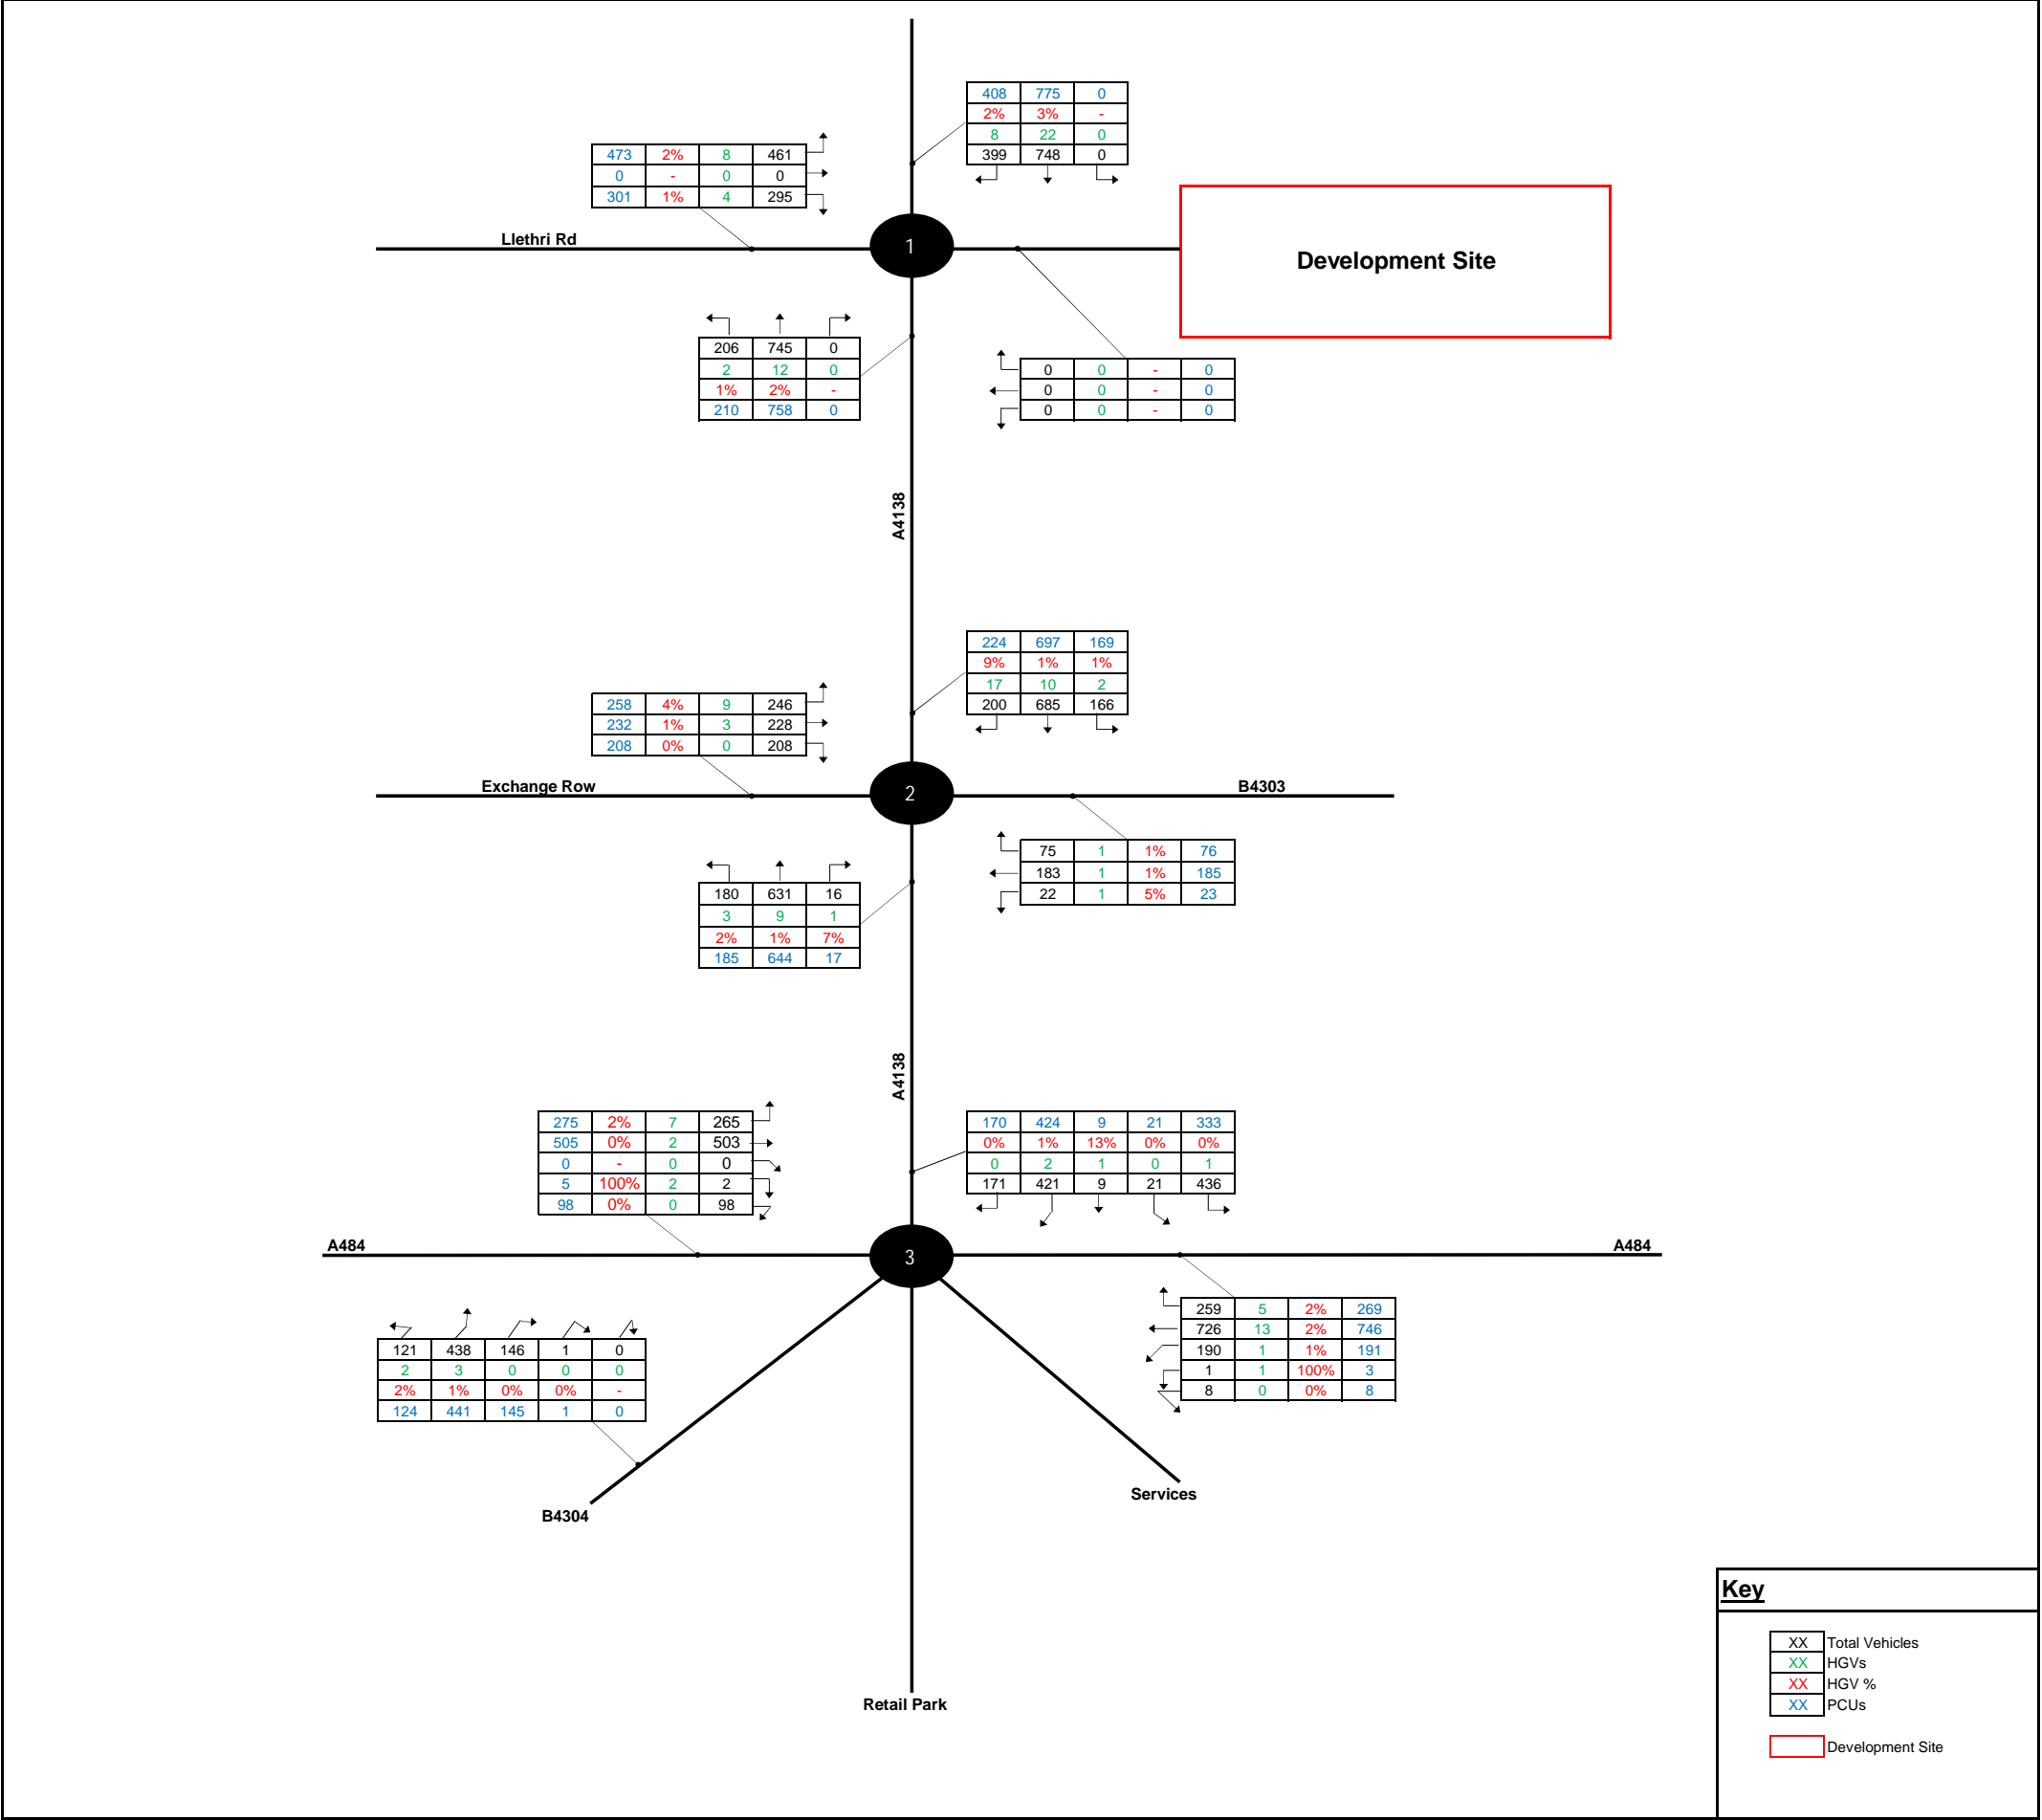 408 775 0
2% 3% -
8 22 0
399 748 0
473 2% 8 461
0 - 0 0
301 1% 4 295
Llethri Rd
1
Development Site
206 745 0
2 12 0
1% 2% -
210 758 0
0 0 - 0
0 0 - 0
0 0 - 0
A4138
224 697 169
9% 1% 1%
17 10 2
200 685 166
258 4% 9 246
232 1% 3 228
208 0% 0 208
Exchange Row
2
B4303
75 1 1% 76
183 1 1% 185
22 1 5% 23
180 631 16
3 9 1
2% 1% 7%
185 644 17
A4138
275 2% 7 265
505 0% 2 503
0 - 0 0
5 100% 2 2
98 0% 0 98
170 424 9 21 333
0% 1% 13% 0% 0%
0 2 1 0 1
171 421 9 21 436
A484
3
A484
259 5 2% 269
726 13 2% 746
190 1 1% 191
1 1 100% 3
8 0 0% 8
121 438 146 1 0
2 3 0 0 0
2% 1% 0% 0% -
124 441 145 1 0
Services
B4304
Retail Park
Key
XX Total Vehicles
XX HGVs
XX HGV %
XX PCUs
Development Site